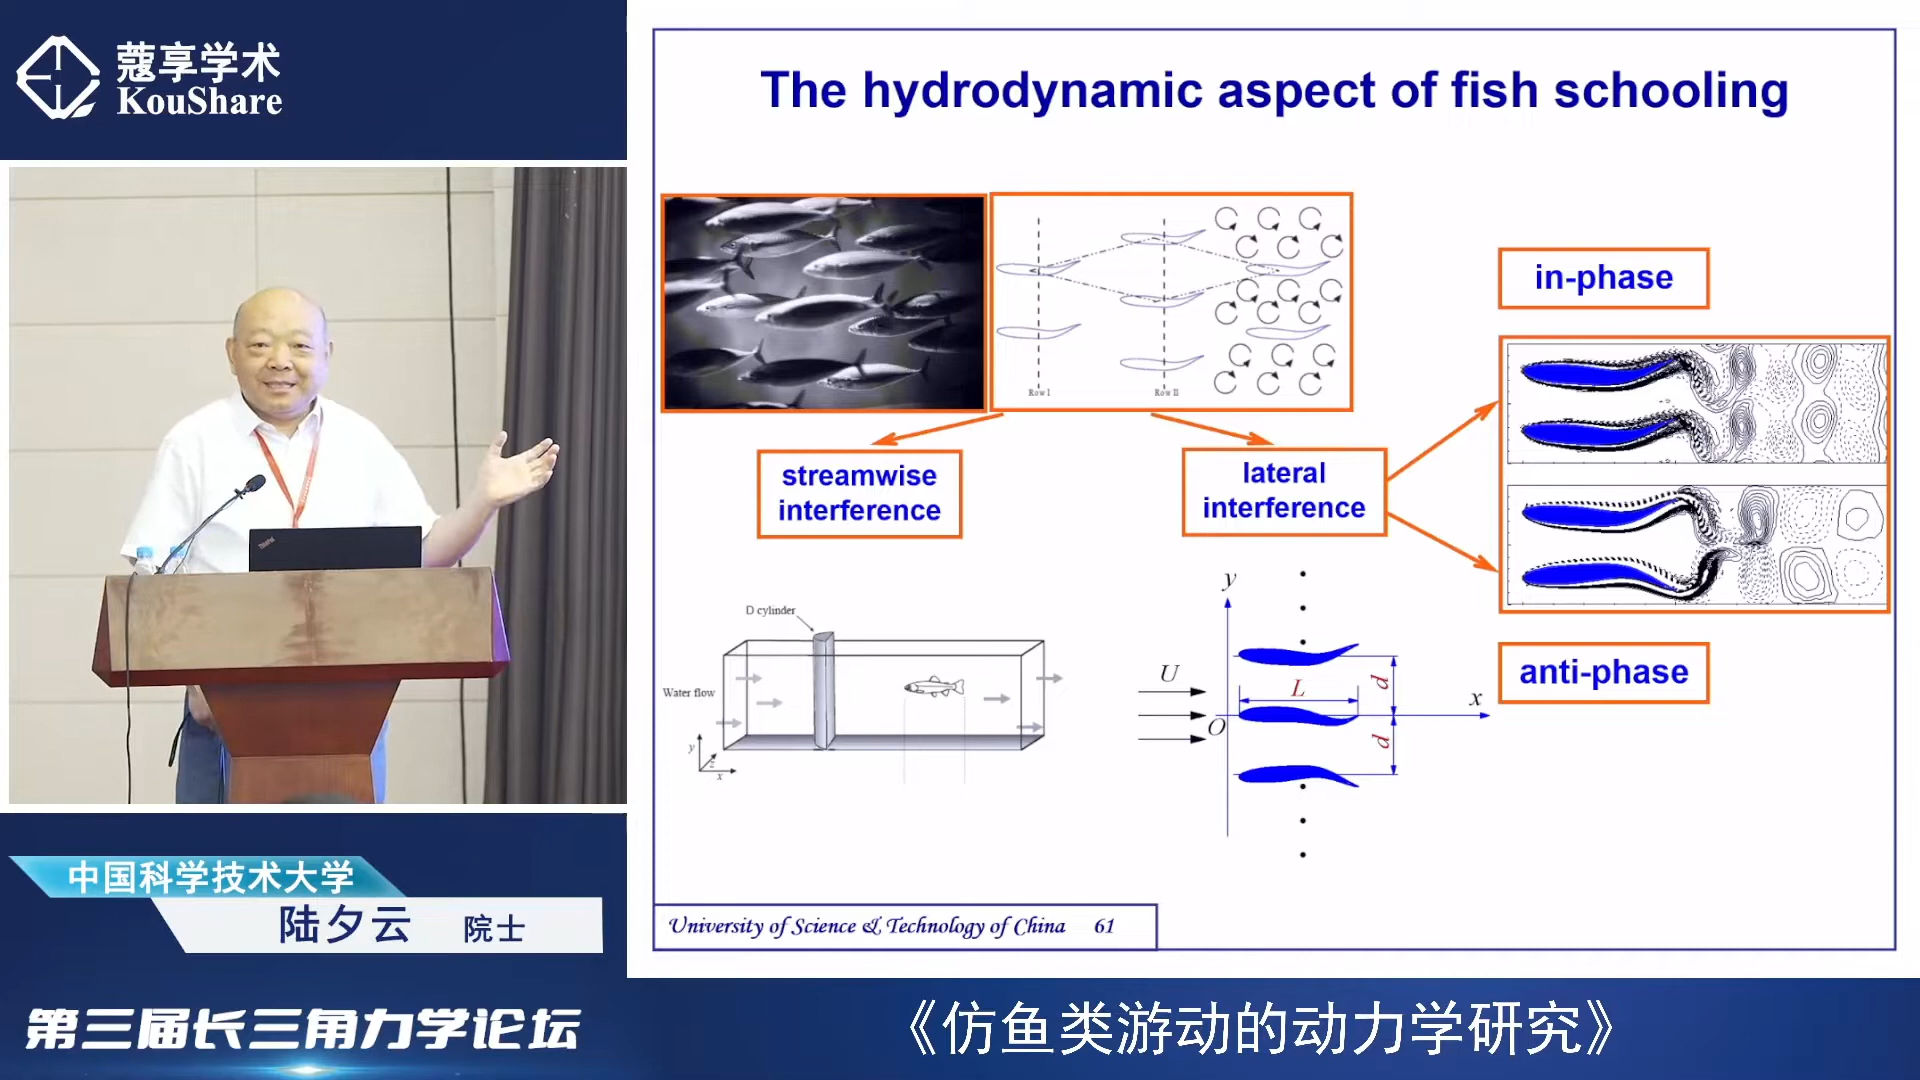 蔻享学术
KouShare
中国科学技术大学
陆夕云 院士
第三届长三角力学论坛
The hydrodynamic aspect of fish schooling
Row I
Row II
in-phase
streamwise
interference
lateral
interference
anti-phase
D cylinder
Water flow
y
z
x
y
U
L
d
d
x
O
University of Science & Technology of China 61
《仿鱼类游动的动力学研究》